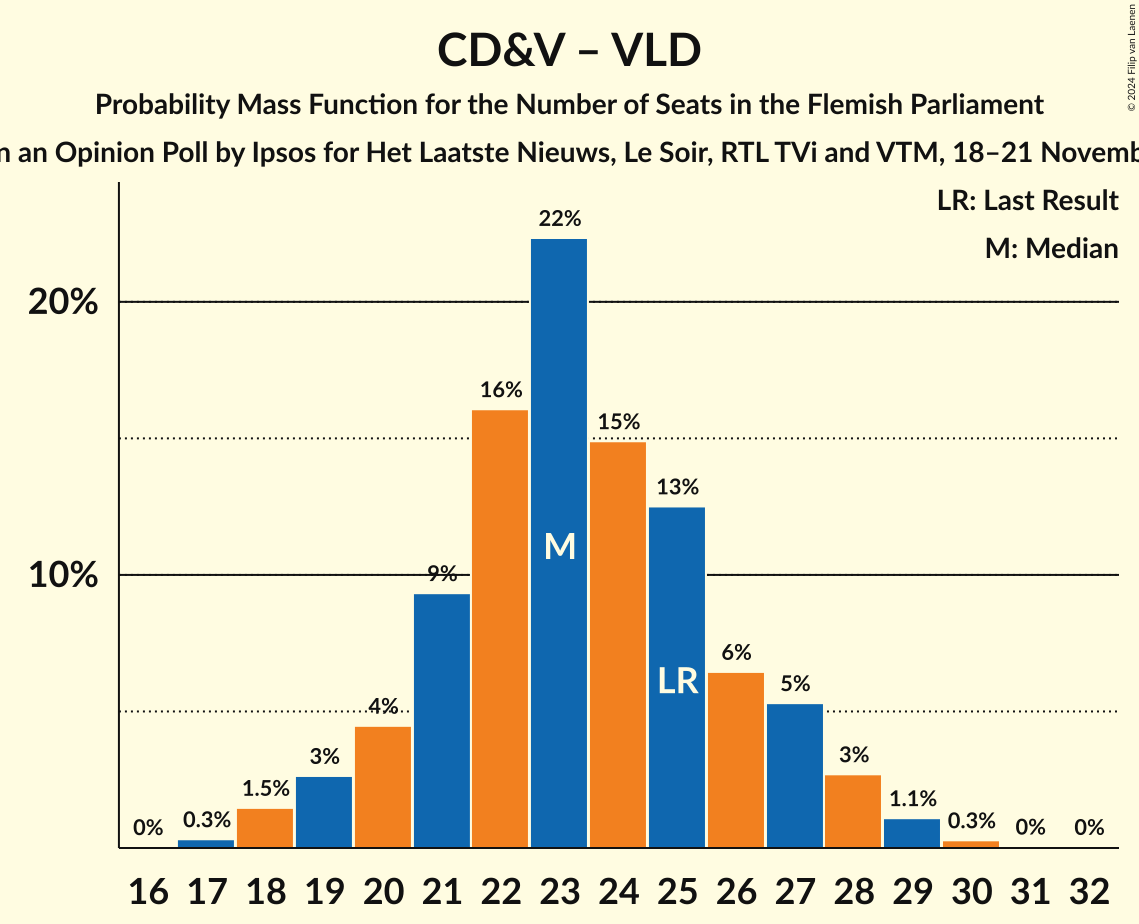 © 2024 Filip van Laenen
CD&V – VLD
Probability Mass Function for the Number of Seats in the Flemish Parliament
n an Opinion Poll by Ipsos for Het Laatste Nieuws, Le Soir, RTL TVi and VTM, 18–21 Novemb
LR: Last Result
M: Median
22%
20%
16%
15%
13%
M
10%
9%
6%
LR
5%
4%
3%
3%
1.5%
1.1%
0%
0.3%
0.3%
0%
0%
16 17 18 19 20 21 22 23 24 25 26 27 28 29 30 31 32